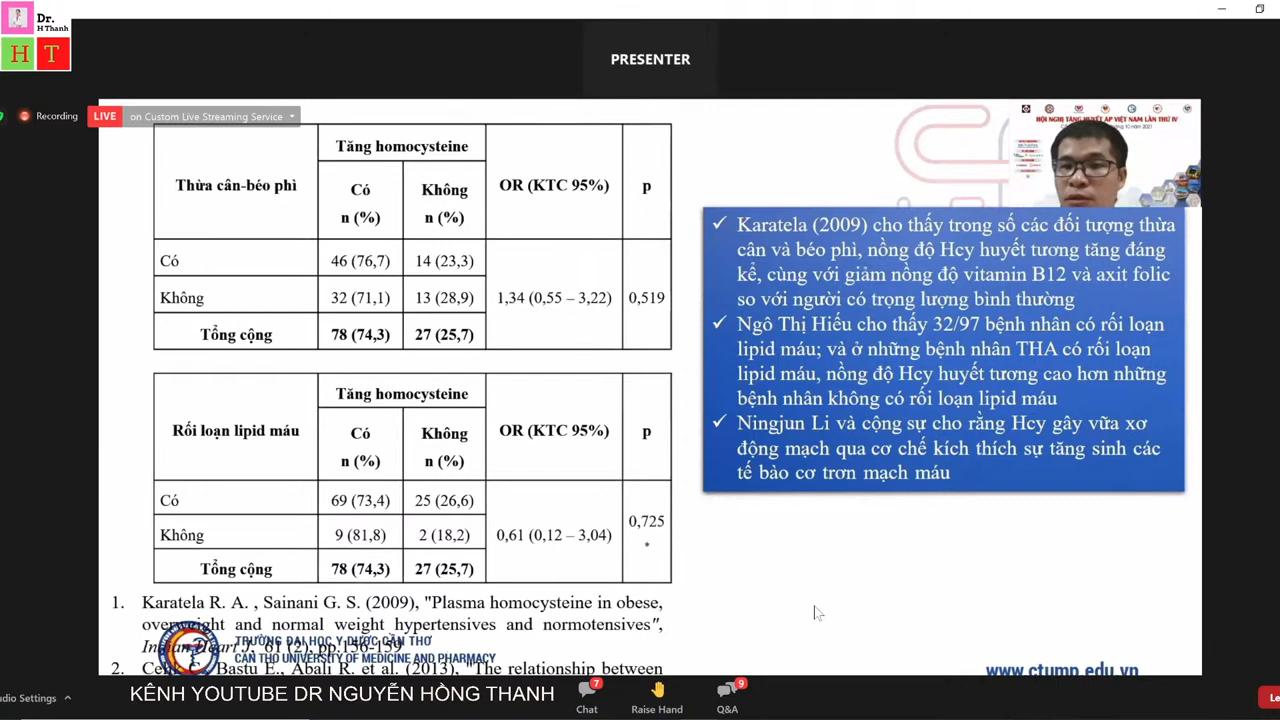 Dr.
H Thanh
H T
PRESENTER
Recording
LIVE on Custom Live Streaming Service
HỘI NGHỊ TĂNG HUYẾT ÁP VIỆT NAM LẦN THỨ IV
Thừa cân-béo phì
Tăng homocysteine
OR (KTC 95%)
p
Có
n (%)
Không
n (%)
Có 46 (76,7) 14 (23,3)
Không 32 (71,1) 13 (28,9) 1,34 (0,55 – 3,22) 0,519
Tổng cộng 78 (74,3) 27 (25,7)
Rối loạn lipid máu
Tăng homocysteine
OR (KTC 95%)
p
Có
n (%)
Không
n (%)
Có 69 (73,4) 25 (26,6)
Không 9 (81,8) 2 (18,2) 0,61 (0,12 – 3,04) 0,725
*
Tổng cộng 78 (74,3) 27 (25,7)
✓ Karatela (2009) cho thấy trong số các đối tượng thừa
cân và béo phì, nồng độ Hcy huyết tương tăng đáng
kể, cùng với giảm nồng độ vitamin B12 và axit folic
so với người có trọng lượng bình thường
✓ Ngô Thị Hiếu cho thấy 32/97 bệnh nhân có rối loạn
lipid máu; và ở những bệnh nhân THA có rối loạn
lipid máu, nồng độ Hcy huyết tương cao hơn những
bệnh nhân không có rối loạn lipid máu
✓ Ningjun Li và cộng sự cho rằng Hcy gây vữa xơ
động mạch qua cơ chế kích thích sự tăng sinh các
tế bào cơ trơn mạch máu
1. Karatela R. A. , Sainani G. S. (2009), "Plasma homocysteine in obese,
overweight and normal weight hypertensives and normotensives",
Indian Heart J. 61 (2), pp.156-159
TRƯỜNG ĐẠI HỌC Y DƯỢC CẦN THƠ
CAN THO UNIVERSITY OF MEDICINE AND PHARMACY
2. Bastu E., Abali R. et al. (2013), "The relationship between
www.ctump.edu.vn
KÊNH YOUTUBE DR NGUYỄN HỒNG THANH
Audio Settings
7
Chat
Raise Hand
9
Q&A